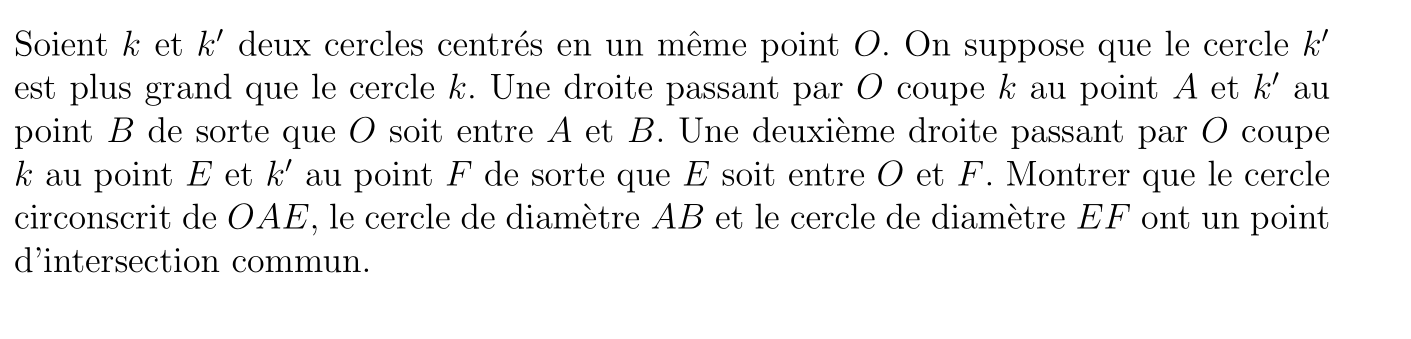 Soient k et k′ deux cercles centrés en un même point O. On suppose que le cercle k′
est plus grand que le cercle k. Une droite passant par O coupe k au point A et k′ au
point B de sorte que O soit entre A et B. Une deuxième droite passant par O coupe
k au point E et k′ au point F de sorte que E soit entre O et F. Montrer que le cercle
circonscrit de OAE, le cercle de diamètre AB et le cercle de diamètre EF ont un point
d'intersection commun.